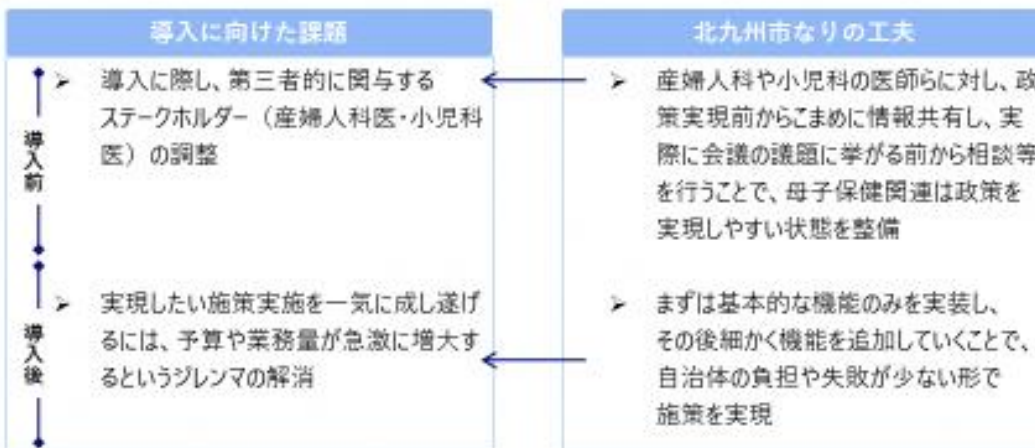 導入に向けた課題
導入前
➢ 導入に際し、第三者的に関与する
ステークホルダー（産婦人科医・小児科
医）の調整
導入後
➢ 実現したい施策実施を一気に成し遂げ
るには、予算や業務量が急激に増大す
るというジレンマの解消
北九州市なりの工夫
➢ 産婦人科や小児科の医師らに対し、政
策実現前からこまめに情報共有し、実
際に会議の議題に挙がる前から相談等
を行うことで、母子保健関連は政策を
実現しやすい状態を整備
➢ まずは基本的な機能のみを実装し、
その後細かく機能を追加していくことで、
自治体の負担や失敗が少ない形で
施策を実現